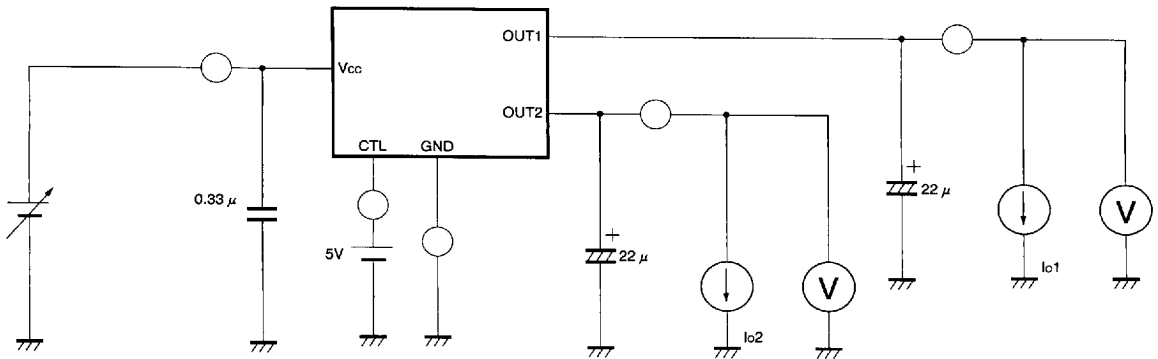 OUT1
Vcc
OUT2
CTL GND
+
22 μ
V
Io1
0.33 μ
5V
+
22 μ
V
Io2